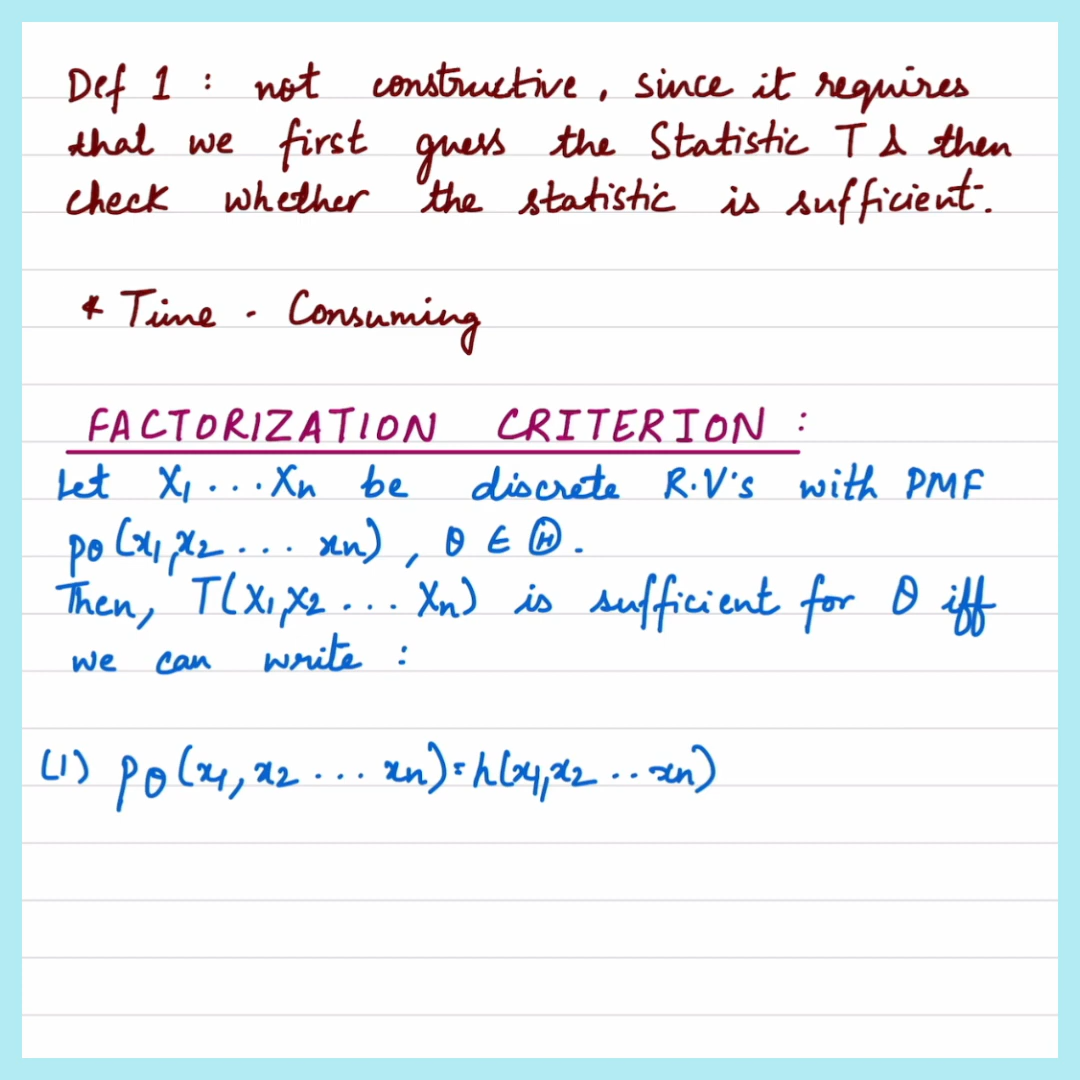 Def 1 : not constructive, since it requires
that we first guess the Statistic T & then
check whether the statistic is sufficient.
* Time - Consuming
FACTORIZATION CRITERION :
Let X₁ ... Xn be discrete R.V's with PMF
pθ (x₁,x₂ ... xn) , θ ∈ Ⓗ.
Then, T(X₁,X₂ ... Xn) is sufficient for θ iff
we can write :
(1) pθ (x₁, x₂ ... xn) = h(x₁,x₂ .. xn)